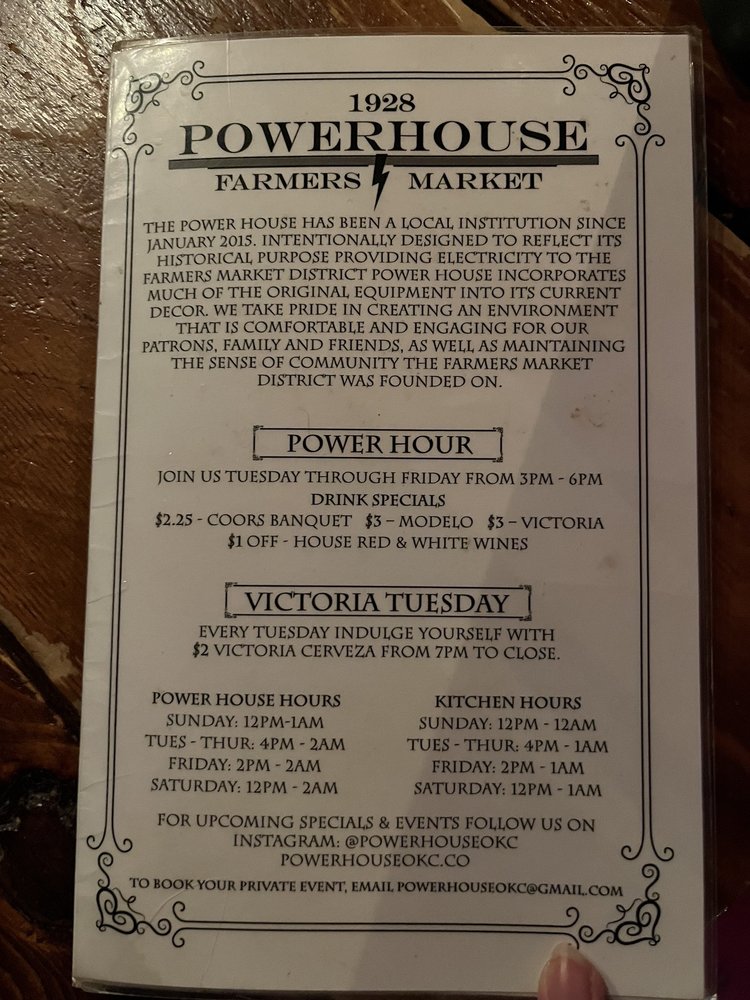 1928
POWERHOUSE
FARMERS MARKET
THE POWER HOUSE HAS BEEN A LOCAL INSTITUTION SINCE
JANUARY 2015. INTENTIONALLY DESIGNED TO REFLECT ITS
HISTORICAL PURPOSE PROVIDING ELECTRICITY TO THE
FARMERS MARKET DISTRICT POWER HOUSE INCORPORATES
MUCH OF THE ORIGINAL EQUIPMENT INTO ITS CURRENT
DECOR. WE TAKE PRIDE IN CREATING AN ENVIRONMENT
THAT IS COMFORTABLE AND ENGAGING FOR OUR
PATRONS, FAMILY AND FRIENDS, AS WELL AS MAINTAINING
THE SENSE OF COMMUNITY THE FARMERS MARKET
DISTRICT WAS FOUNDED ON.
POWER HOUR
JOIN US TUESDAY THROUGH FRIDAY FROM 3PM - 6PM
DRINK SPECIALS
$2.25 - COORS BANQUET $3 – MODELO $3 – VICTORIA
$1 OFF - HOUSE RED & WHITE WINES
VICTORIA TUESDAY
EVERY TUESDAY INDULGE YOURSELF WITH
$2 VICTORIA CERVEZA FROM 7PM TO CLOSE.
POWER HOUSE HOURS
SUNDAY: 12PM-1AM
TUES - THUR: 4PM - 2AM
FRIDAY: 2PM - 2AM
SATURDAY: 12PM - 2AM
KITCHEN HOURS
SUNDAY: 12PM - 12AM
TUES - THUR: 4PM - 1AM
FRIDAY: 2PM - 1AM
SATURDAY: 12PM - 1AM
FOR UPCOMING SPECIALS & EVENTS FOLLOW US ON
INSTAGRAM: @POWERHOUSEOKC
POWERHOUSEOKC.CO
TO BOOK YOUR PRIVATE EVENT, EMAIL POWERHOUSEOKC@GMAIL.COM